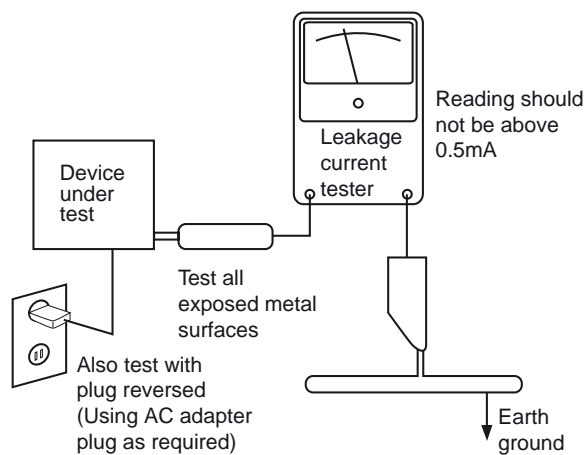 Device
under
test
Leakage
current
tester
Reading should
not be above
0.5mA
Test all
exposed metal
surfaces
Also test with
plug reversed
(Using AC adapter
plug as required)
Earth
ground